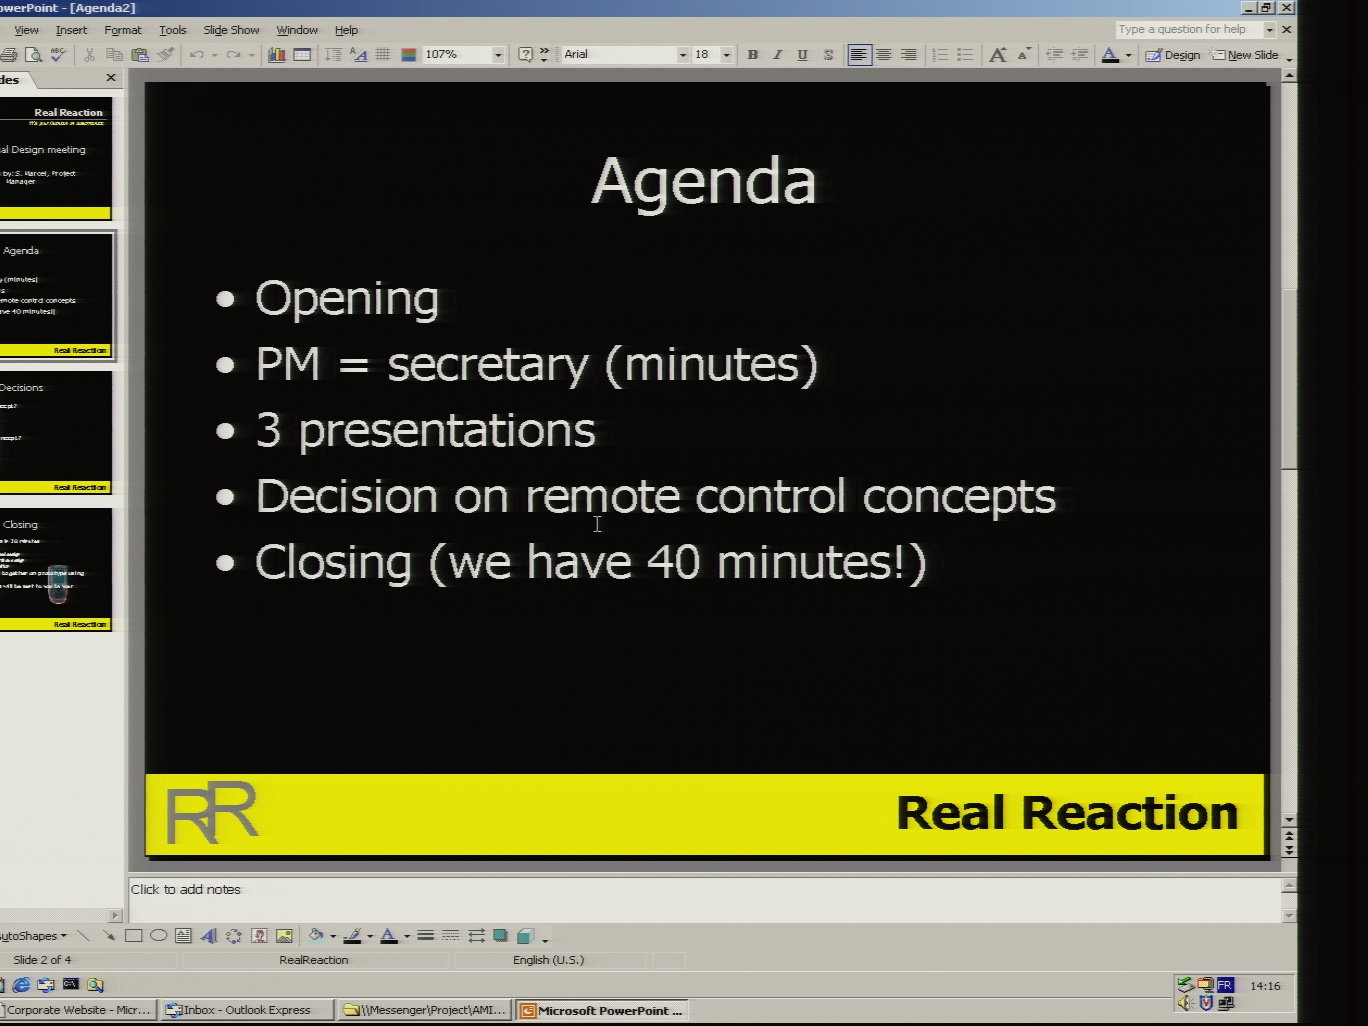 owerPoint - [Agenda2]
View Insert Format Tools Slide Show Window Help
Type a question for help
107% Arial 18 B I U S Design New Slide
des
Real Reaction
al Design meeting
by: S. Marcel, Project
Manager
Agenda
y (minutes)
emote control concepts
ave 40 minutes!)
Real Reaction
Decisions
Real Reaction
Closing
Real Reaction
Agenda
• Opening
• PM = secretary (minutes)
• 3 presentations
• Decision on remote control concepts
• Closing (we have 40 minutes!)
RR
Real Reaction
Click to add notes
utoShapes
Slide 2 of 4 RealReaction English (U.S.)
FR 14:16
Corporate Website - Micr... Inbox - Outlook Express \\Messenger\Project\AMI... Microsoft PowerPoint ...